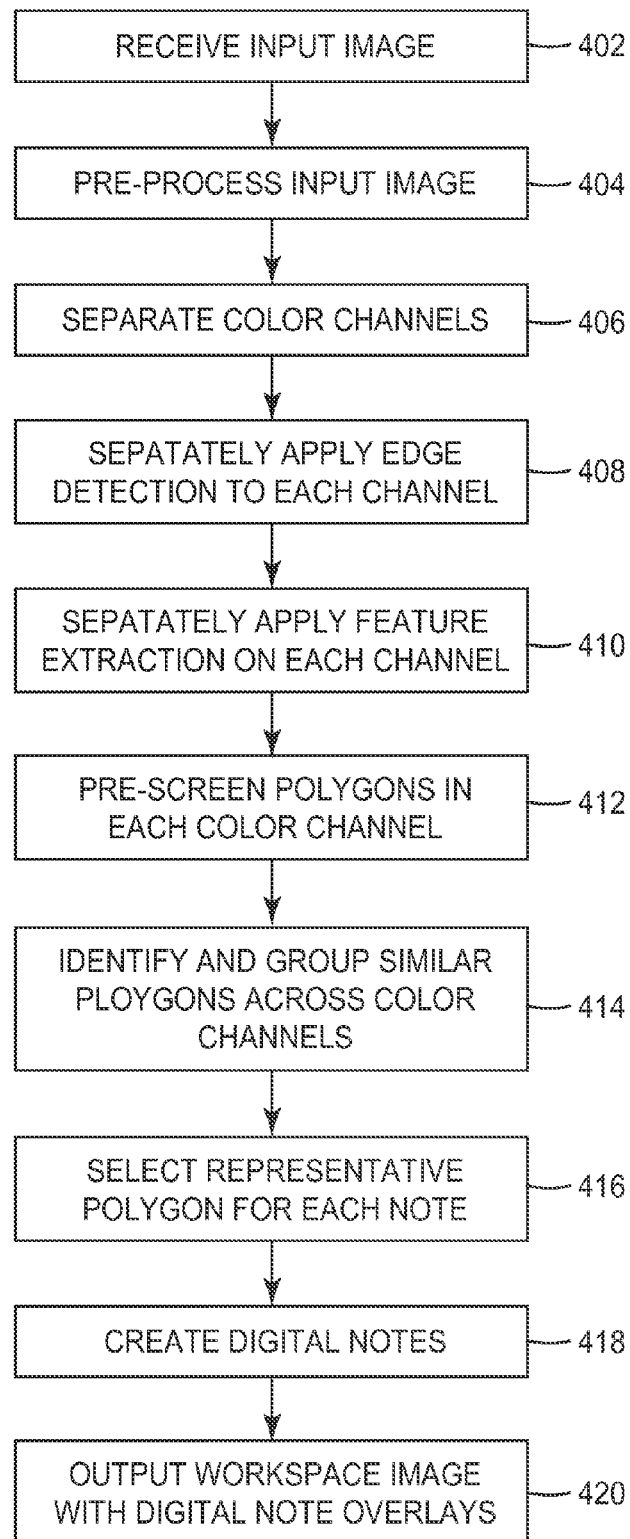 RECEIVE INPUT IMAGE
402
PRE-PROCESS INPUT IMAGE
404
SEPARATE COLOR CHANNELS
406
SEPATATELY APPLY EDGE
DETECTION TO EACH CHANNEL
408
SEPATATELY APPLY FEATURE
EXTRACTION ON EACH CHANNEL
410
PRE-SCREEN POLYGONS IN
EACH COLOR CHANNEL
412
IDENTIFY AND GROUP SIMILAR
PLOYGONS ACROSS COLOR
CHANNELS
414
SELECT REPRESENTATIVE
POLYGON FOR EACH NOTE
416
CREATE DIGITAL NOTES
418
OUTPUT WORKSPACE IMAGE
WITH DIGITAL NOTE OVERLAYS
420